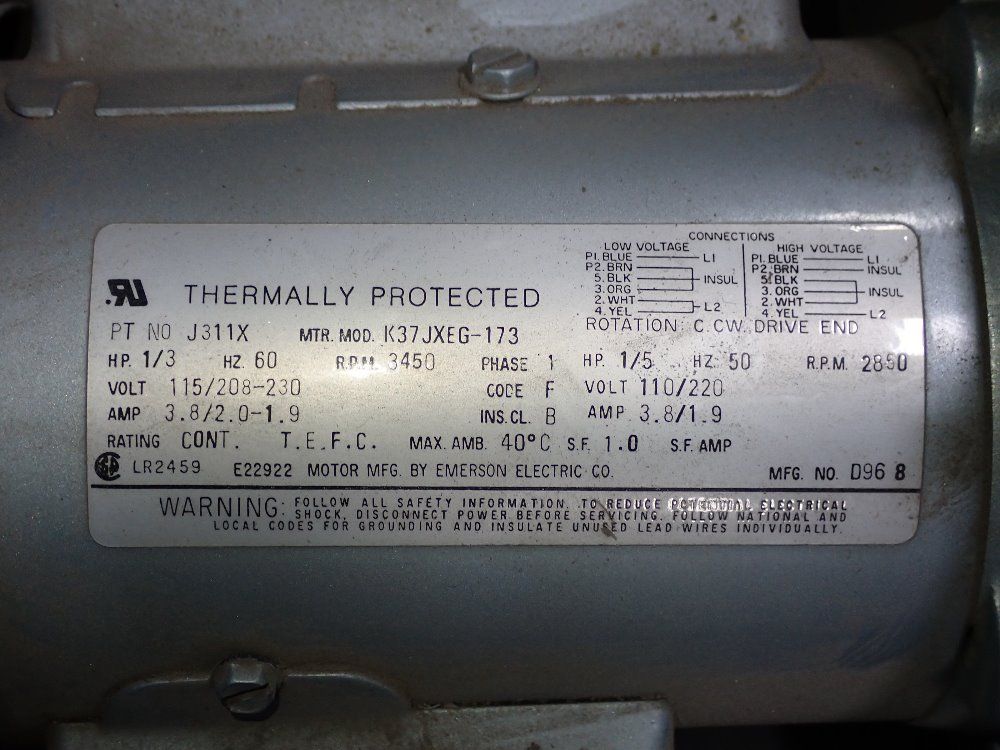 CONNECTIONS
LOW VOLTAGE
P1. BLUE L1
P2. BRN
5. BLK INSUL
3. ORG
2. WHT
4. YEL L2
HIGH VOLTAGE
P1. BLUE L1
P2. BRN INSUL
5. BLK
3. ORG INSUL
2. WHT
4. YEL L2
ROTATION: C.CW. DRIVE END
RU THERMALLY PROTECTED
PT NO J311X MTR. MOD. K37JXEG-173
HP. 1/3 HZ. 60 R.P.M. 3450 PHASE 1 HP. 1/5 HZ. 50 R.P.M. 2850
VOLT 115/208-230 CODE F VOLT 110/220
AMP 3.8/2.0-1.9 INS.CL. B AMP 3.8/1.9
RATING CONT. T.E.F.C. MAX. AMB. 40°C S.F. 1.0 S.F. AMP
SA LR2459 E22922 MOTOR MFG. BY EMERSON ELECTRIC CO. MFG. NO. D96 8
WARNING: FOLLOW ALL SAFETY INFORMATION. TO REDUCE POTENTIAL ELECTRICAL
SHOCK, DISCONNECT POWER BEFORE SERVICING. FOLLOW NATIONAL AND
LOCAL CODES FOR GROUNDING AND INSULATE UNUSED LEAD WIRES INDIVIDUALLY.